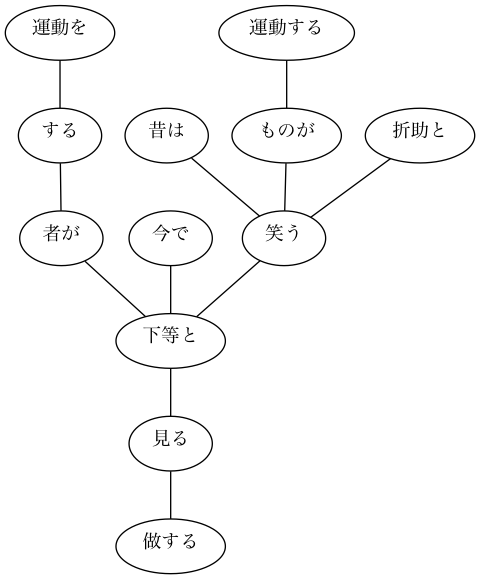 運動を
運動する
する
昔は
ものが
折助と
者が
今で
笑う
下等と
見る
做する